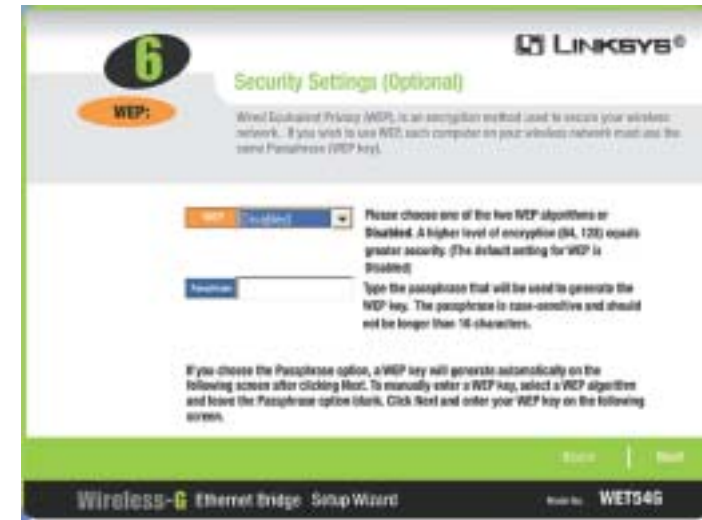 6
LINKSYS®
Security Settings (Optional)
WEP:
Wired Equivalent Privacy (WEP), is an encryption method used to secure your wireless
network. If you wish to use WEP, each computer on your wireless network must use the
same Passphrase (WEP key).
WEP
Disabled
Please choose one of the two WEP algorithms or
Disabled. A higher level of encryption (64, 128) equals
greater security. (The default setting for WEP is
Disabled)
Passphrase
Type the passphrase that will be used to generate the
WEP key. The passphrase is case-sensitive and should
not be longer than 16 characters.
If you choose the Passphrase option, a WEP key will generate automatically on the
following screen after clicking Next. To manually enter a WEP key, select a WEP algorithm
and leave the Passphrase option blank. Click Next and enter your WEP key on the following
screen.
Next
Wireless-G Ethernet Bridge Setup Wizard
Model No. WET54G